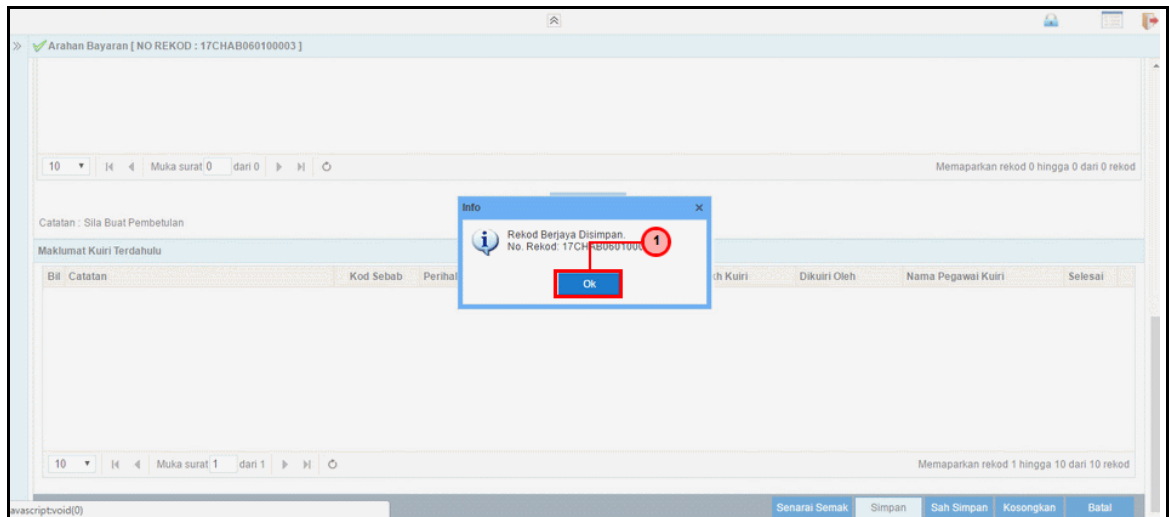 Arahan Bayaran [ NO REKOD : 17CHAB060100003 ]
10 Muka surat 0 dari 0 Memaparkan rekod 0 hingga 0 dari 0 rekod
Catatan : Sila Buat Pembetulan
Maklumat Kuiri Terdahulu
Bil Catatan Kod Sebab Kuiri Dikuiri Oleh Nama Pegawai Kuiri Selesai
Info
Rekod Berjaya Disimpan.
No. Rekod:
1
Ok
10 Muka surat 1 dari 1 Memaparkan rekod 1 hingga 10 dari 10 rekod
avascript:void(0) Senarai Semak Simpan Sah Simpan Kosongkan Batal